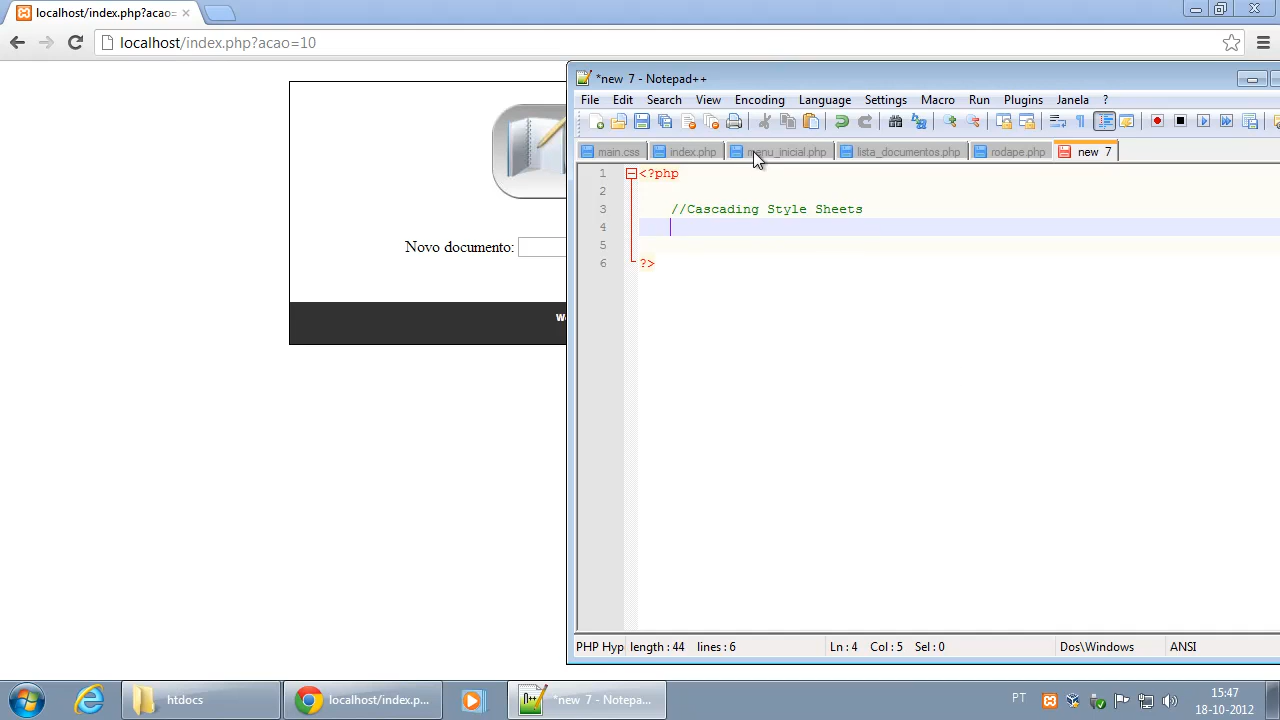 localhost/index.php?acao=
localhost/index.php?acao=10
*new 7 - Notepad++
File Edit Search View Encoding Language Settings Macro Run Plugins Janela ?
main.css index.php menu_inicial.php lista_documentos.php rodape.php new 7
1 <?php
2
3 //Cascading Style Sheets
4
5
6 ?>
Novo documento:
PHP Hyp length : 44 lines : 6 Ln : 4 Col : 5 Sel : 0 Dos\Windows ANSI
htdocs
localhost/index.p...
*new 7 - Notepa...
PT
15:47
18-10-2012